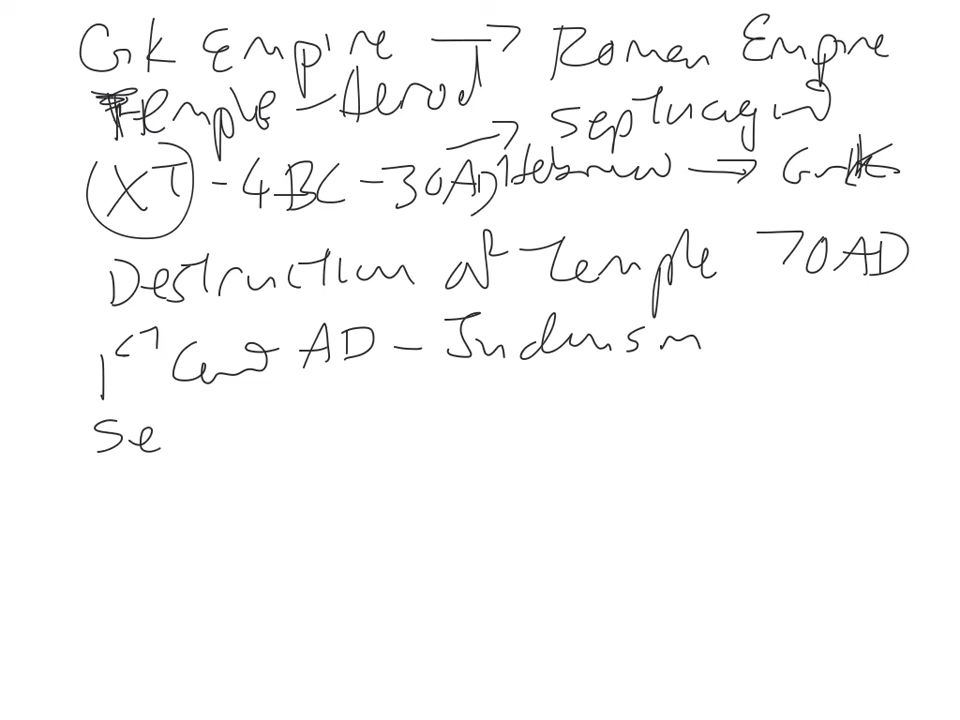 Gk Empire → Roman Empire
Temple - Herod → Septuagint
XT - 4BC - 30AD Hebrew → Grk
Destruction of Temple 70AD
1st Cent AD - Judaism
Se